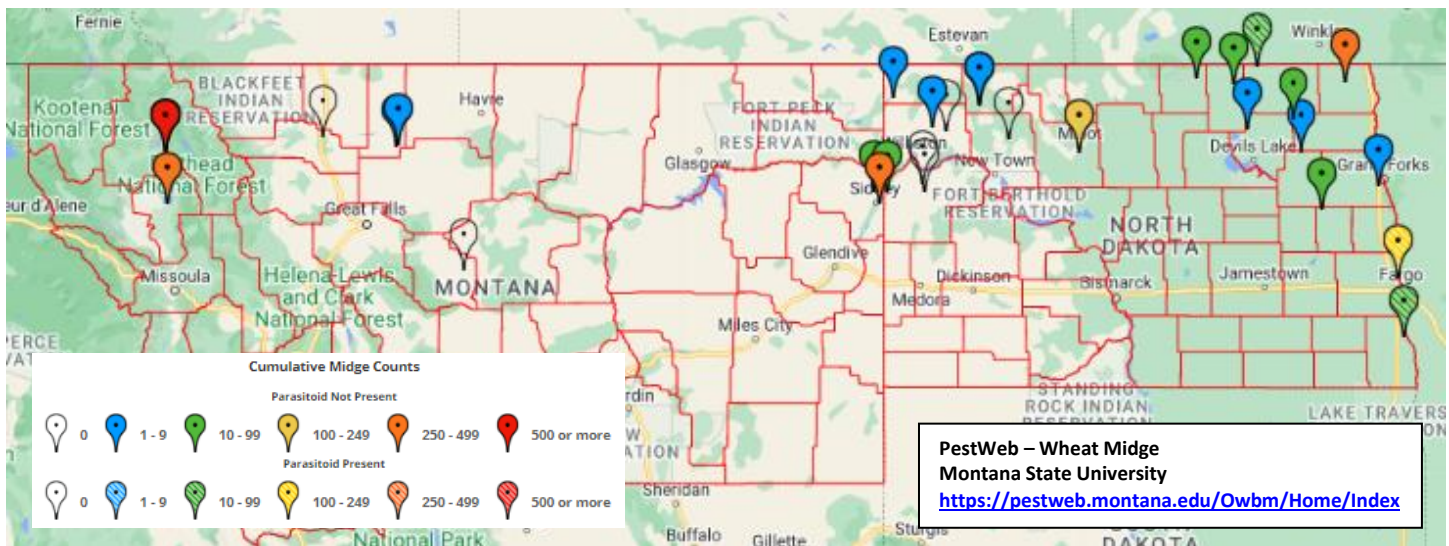 Fernie
Estevan
Winkl
BLACKFEET
INDIAN
RESERVATION
Kootenai
National Forest
Havre
FORT PECK
INDIAN
RESERVATION
Glasgow
Devils Lake
Grand Forks
National Forest
New Town
Sidney
FORT BERTHOLD
RESERVATION
eur d'Alene
Great Falls
NORTH
DAKOTA
Missoula
Helena-Lewis
and Clark
National Forest
MONTANA
Glendive
Dickinson
Medora
Bismarck
Jamestown
Fargo
Miles City
PERCE
Cumulative Midge Counts
Parasitoid Not Present
0 1 - 9 10 - 99 100 - 249 250 - 499 500 or more
Parasitoid Present
0 1 - 9 10 - 99 100 - 249 250 - 499 500 or more
rdin
STANDING
ROCK INDIAN
LAKE TRAVERS
PestWeb – Wheat Midge
Montana State University
https://pestweb.montana.edu/Owbm/Home/Index
Sheridan
Buffalo
Gillette
Sturgis
National Park
DAKOTA